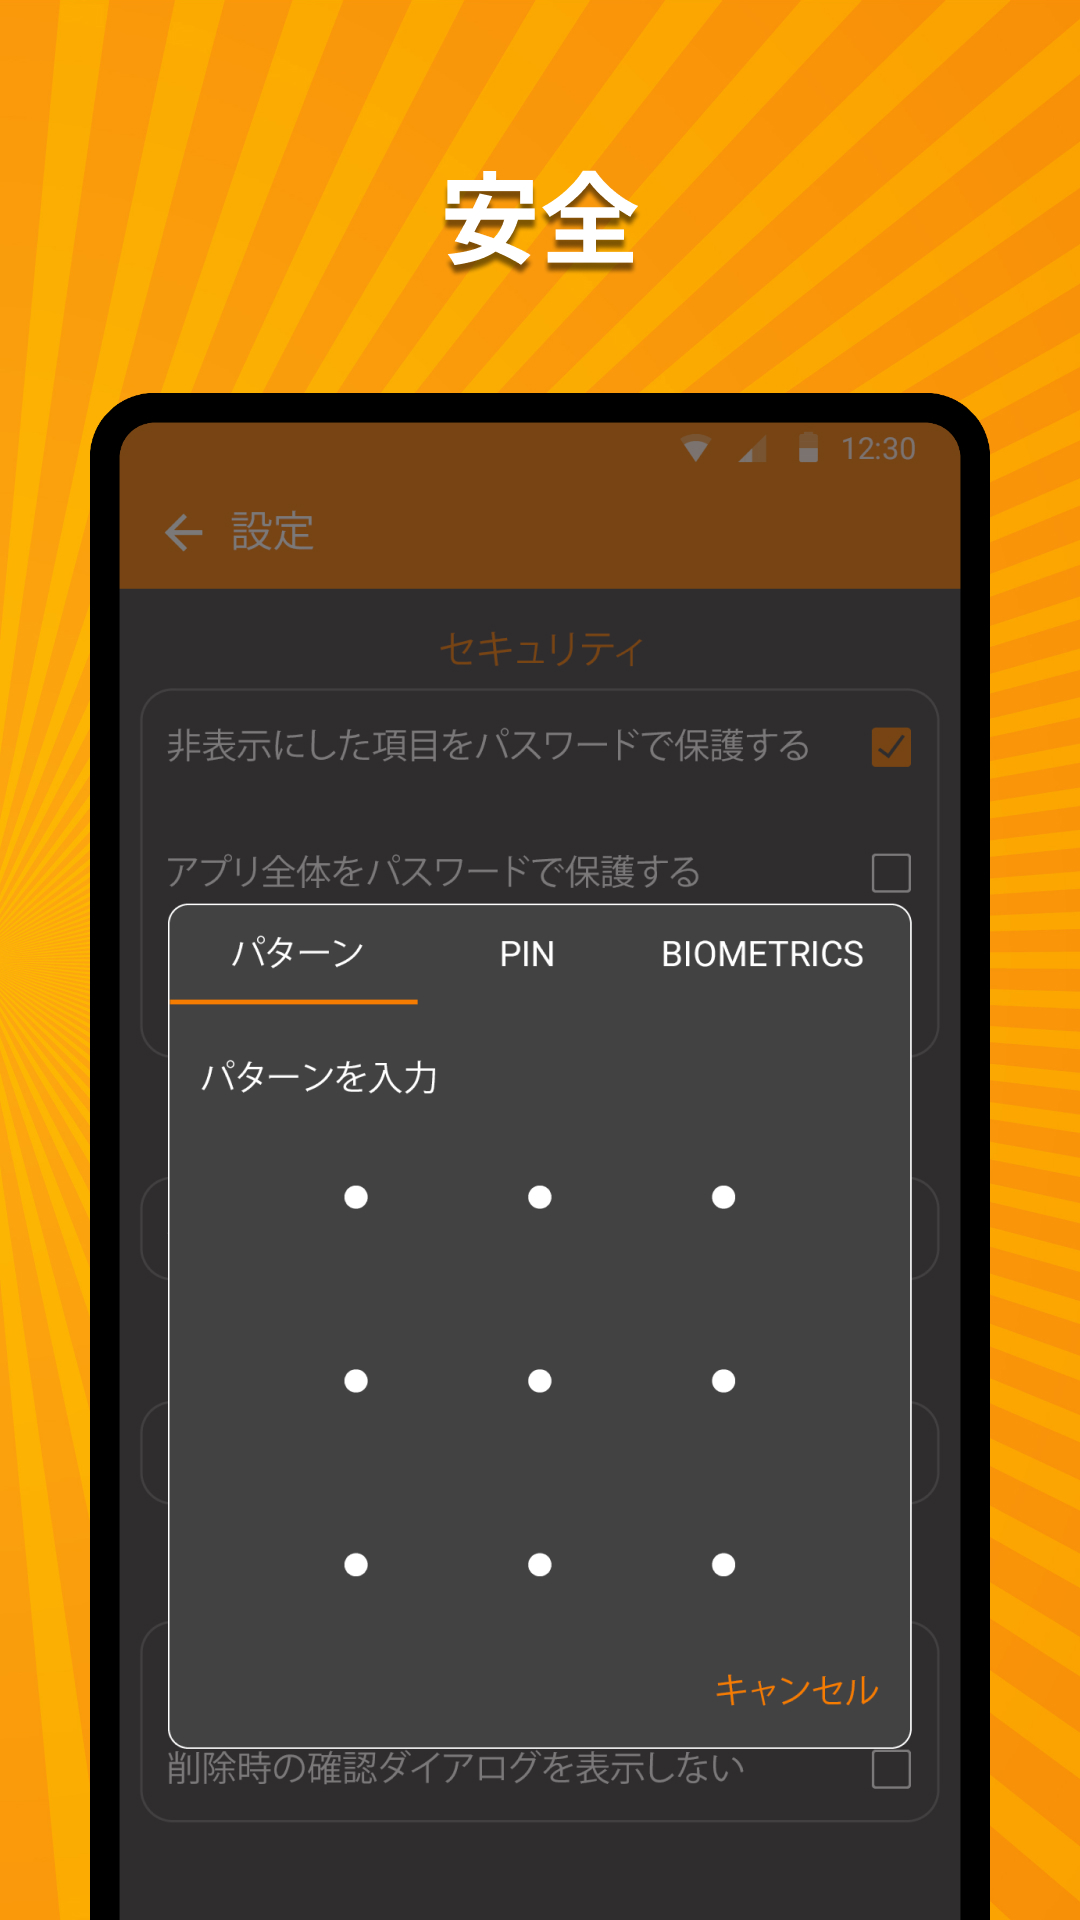 安全
12:30
設定
セキュリティ
非表示にした項目をパスワードで保護する
アプリ全体をパスワードで保護する
パターン PIN BIOMETRICS
パターンを入力
キャンセル
削除時の確認ダイアログを表示しない